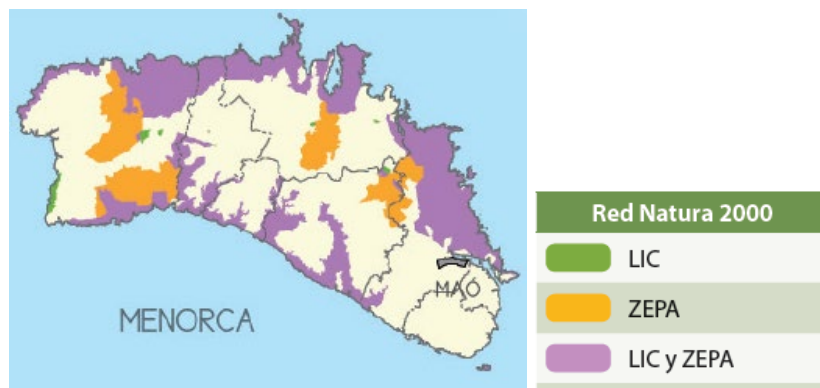 MAÓ
MENORCA
Red Natura 2000
LIC
ZEPA
LIC y ZEPA